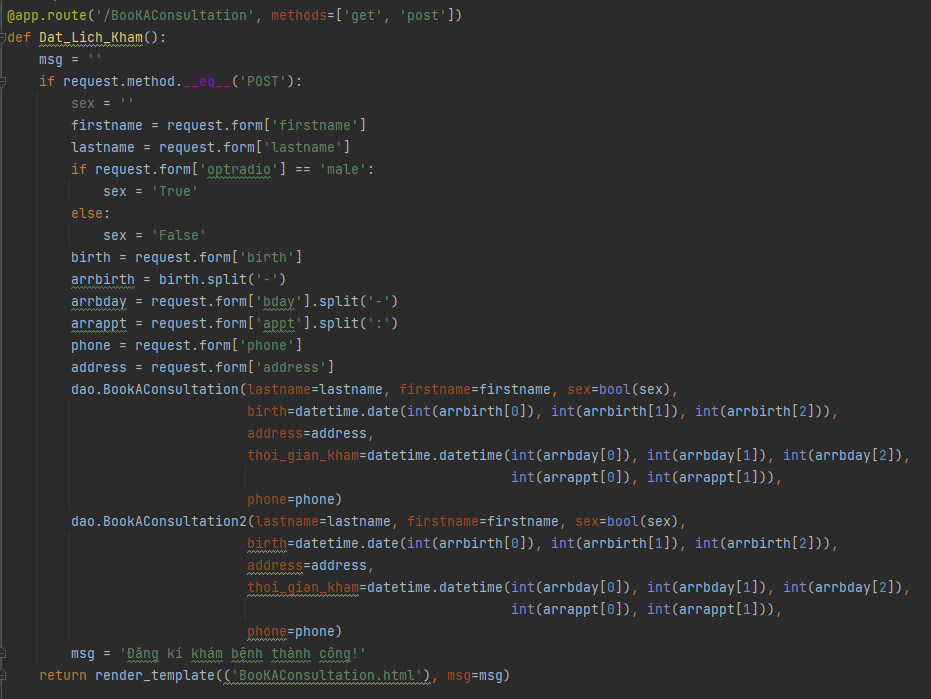 @app.route('/BooKAConsultation', methods=['get', 'post'])
def Dat_Lich_Kham():
    msg = ''
    if request.method.__eq__('POST'):
        sex = ''
        firstname = request.form['firstname']
        lastname = request.form['lastname']
        if request.form['optradio'] == 'male':
            sex = 'True'
        else:
            sex = 'False'
        birth = request.form['birth']
        arrbirth = birth.split('-')
        arrbday = request.form['bday'].split('-')
        arrappt = request.form['appt'].split(':')
        phone = request.form['phone']
        address = request.form['address']
        dao.BookAConsultation(lastname=lastname, firstname=firstname, sex=bool(sex),
                              birth=datetime.date(int(arrbirth[0]), int(arrbirth[1]), int(arrbirth[2])),
                              address=address,
                              thoi_gian_kham=datetime.datetime(int(arrbday[0]), int(arrbday[1]), int(arrbday[2]),
                                                               int(arrappt[0]), int(arrappt[1])),
                              phone=phone)
        dao.BookAConsultation2(lastname=lastname, firstname=firstname, sex=bool(sex),
                              birth=datetime.date(int(arrbirth[0]), int(arrbirth[1]), int(arrbirth[2])),
                              address=address,
                              thoi_gian_kham=datetime.datetime(int(arrbday[0]), int(arrbday[1]), int(arrbday[2]),
                                                               int(arrappt[0]), int(arrappt[1])),
                              phone=phone)
        msg = 'Đăng kí khám bệnh thành công!'
    return render_template(('BooKAConsultation.html'), msg=msg)